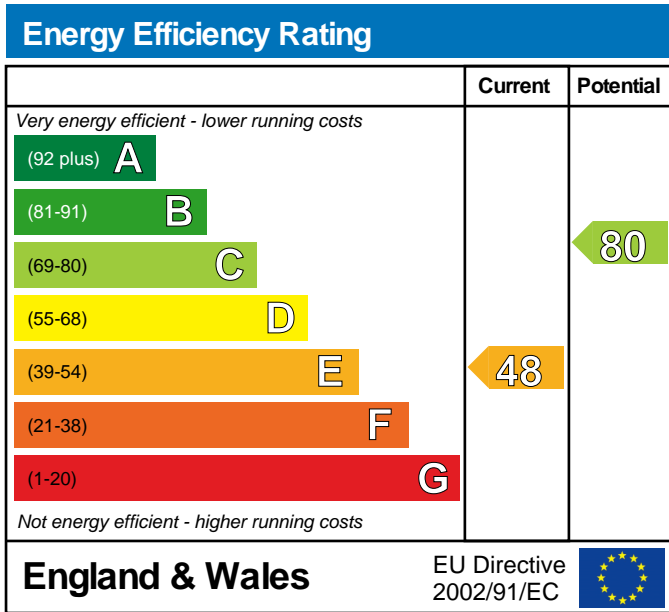 Energy Efficiency Rating
Current Potential
Very energy efficient - lower running costs
(92 plus) A
(81-91) B
(69-80) C
80
(55-68) D
(39-54) E
48
(21-38) F
(1-20) G
Not energy efficient - higher running costs
England & Wales
EU Directive
2002/91/EC